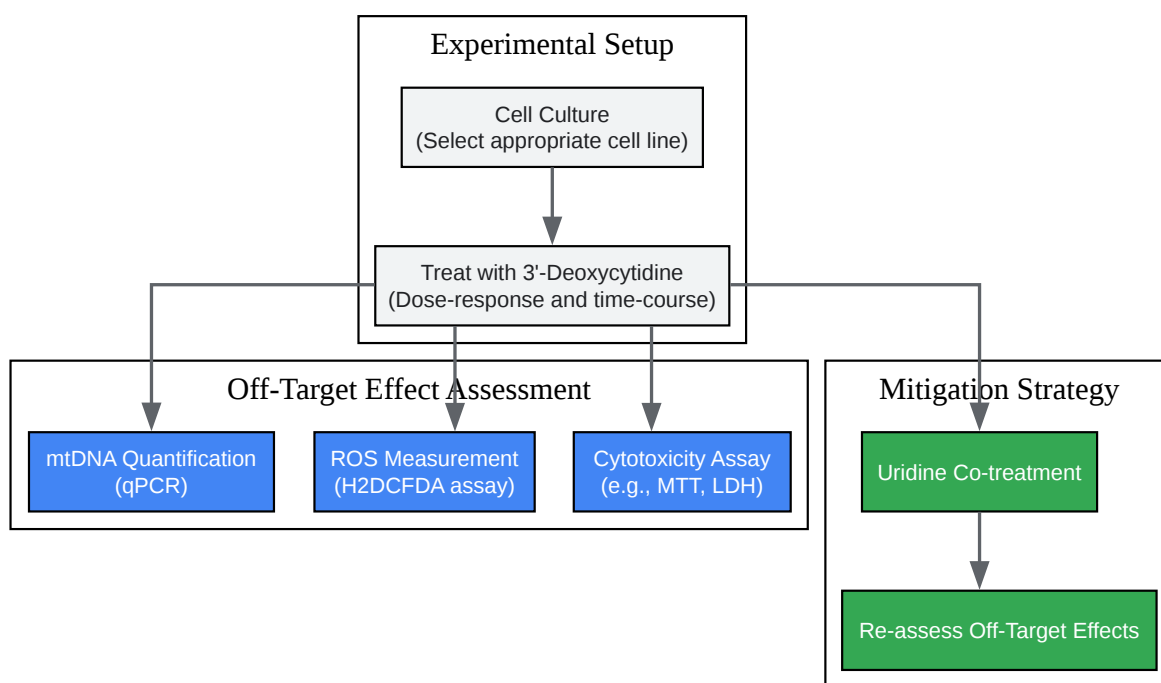 Experimental Setup
Cell Culture
(Select appropriate cell line)
Treat with 3'-Deoxycytidine
(Dose-response and time-course)
Off-Target Effect Assessment
mtDNA Quantification
(qPCR)
ROS Measurement
(H2DCFDA assay)
Cytotoxicity Assay
(e.g., MTT, LDH)
Mitigation Strategy
Uridine Co-treatment
Re-assess Off-Target Effects